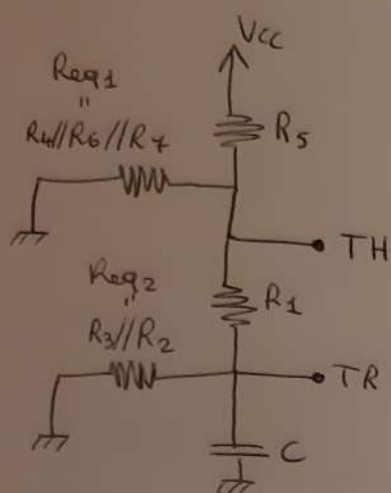 Vcc
Req1
"
R4//R6//R7
R5
TH
Req2
"
R3//R2
R1
TR
C